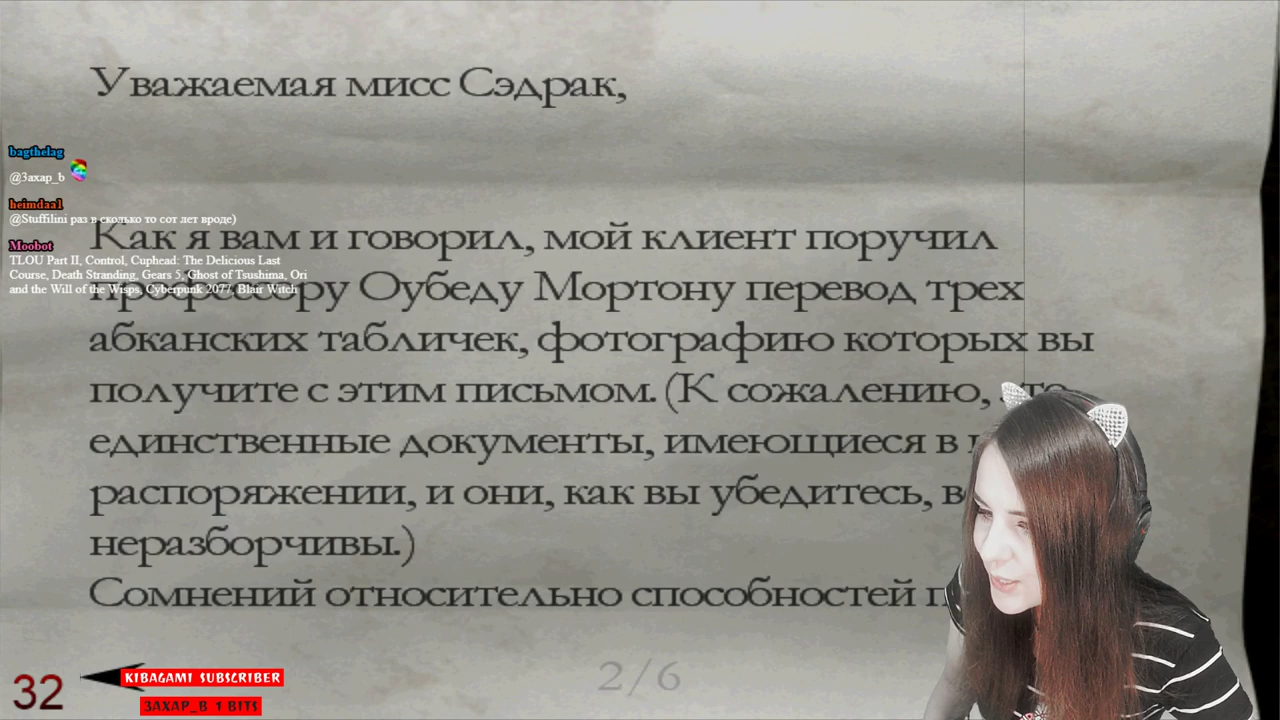 Уважаемая мисс Сэдрак,
bagthelag
@3axap_b
heimdaa1
@Stuffilini раз в сколько то сот лет вроде)
Moobot
TLOU Part II, Control, Cuphead: The Delicious Last
Course, Death Stranding, Gears 5, Ghost of Tsushima, Ori
and the Will of the Wisps, Cyberpunk 2077, Blair Witch
Как я вам и говорил, мой клиент поручил
профессору Оубеду Мортону перевод трех
абканских табличек, фотографию которых вы
получите с этим письмом. (К сожалению,
единственные документы, имеющиеся в
распоряжении, и они, как вы убедитесь,
неразборчивы.)
Сомнений относительно способностей
2/6
32
KIBAGAMI SUBSCRIBER
3AXAP_B 1 BITS